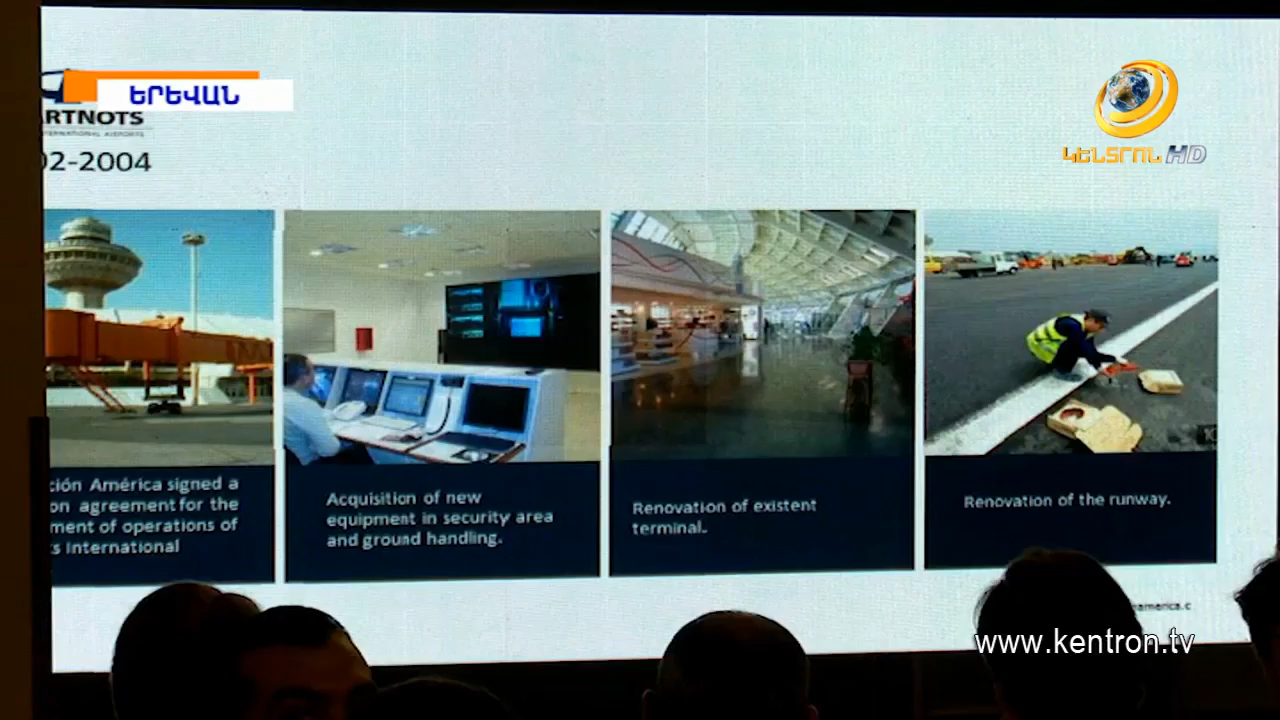 ԵՐԵՎԱՆ
ARTNOTS
INTERNATIONAL AIRPORTS
02-2004
ԿԵՆՏՐՈՆ HD
ción América signed a
on agreement for the
ment of operations of
ts International
Acquisition of new
equipment in security area
and ground handling.
Renovation of existent
terminal.
Renovation of the runway.
america.c
www.kentron.tv